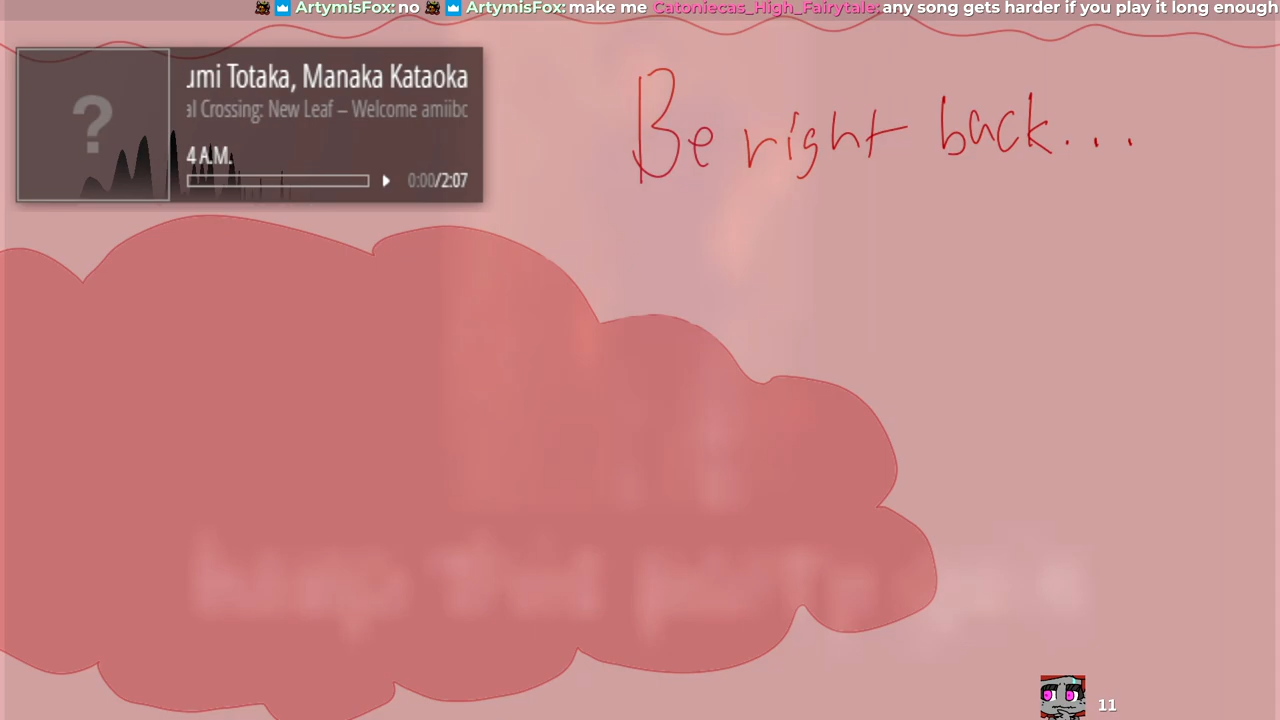 ArtymisFox: no ArtymisFox: make me Catoniecas_High_Fairytale: any song gets harder if you play it long enough
umi Totaka, Manaka Kataoka
al Crossing: New Leaf – Welcome amiibo
4 A.M.
0:00/2:07
?
Be right back...
11